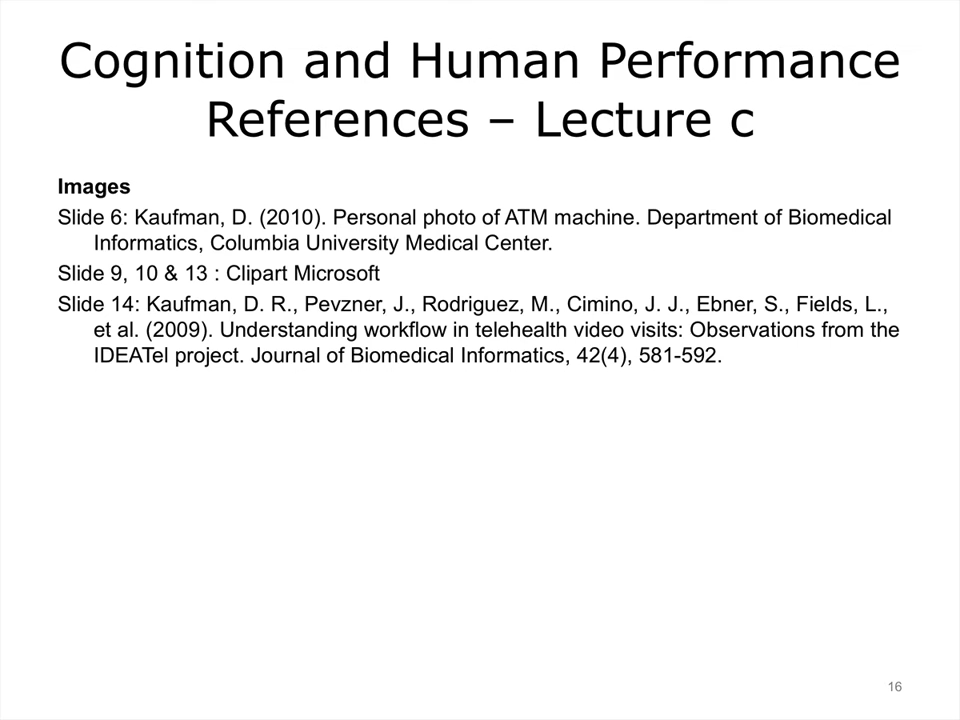 Cognition and Human Performance
References – Lecture c
Images
Slide 6: Kaufman, D. (2010). Personal photo of ATM machine. Department of Biomedical
Informatics, Columbia University Medical Center.
Slide 9, 10 & 13 : Clipart Microsoft
Slide 14: Kaufman, D. R., Pevzner, J., Rodriguez, M., Cimino, J. J., Ebner, S., Fields, L.,
et al. (2009). Understanding workflow in telehealth video visits: Observations from the
IDEATel project. Journal of Biomedical Informatics, 42(4), 581-592.
16